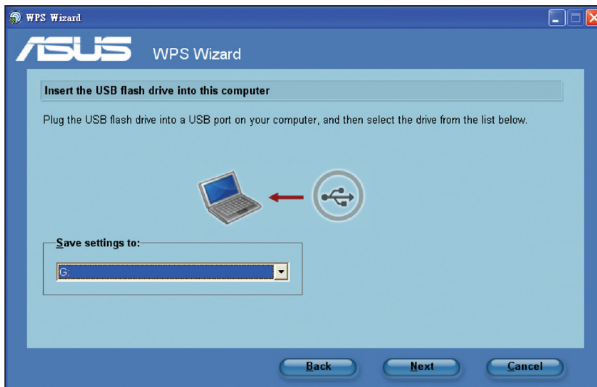 WPS Wizard
ASUS WPS Wizard
Insert the USB flash drive into this computer
Plug the USB flash drive into a USB port on your computer, and then select the drive from the list below.
Save settings to:
G
Back Next Cancel